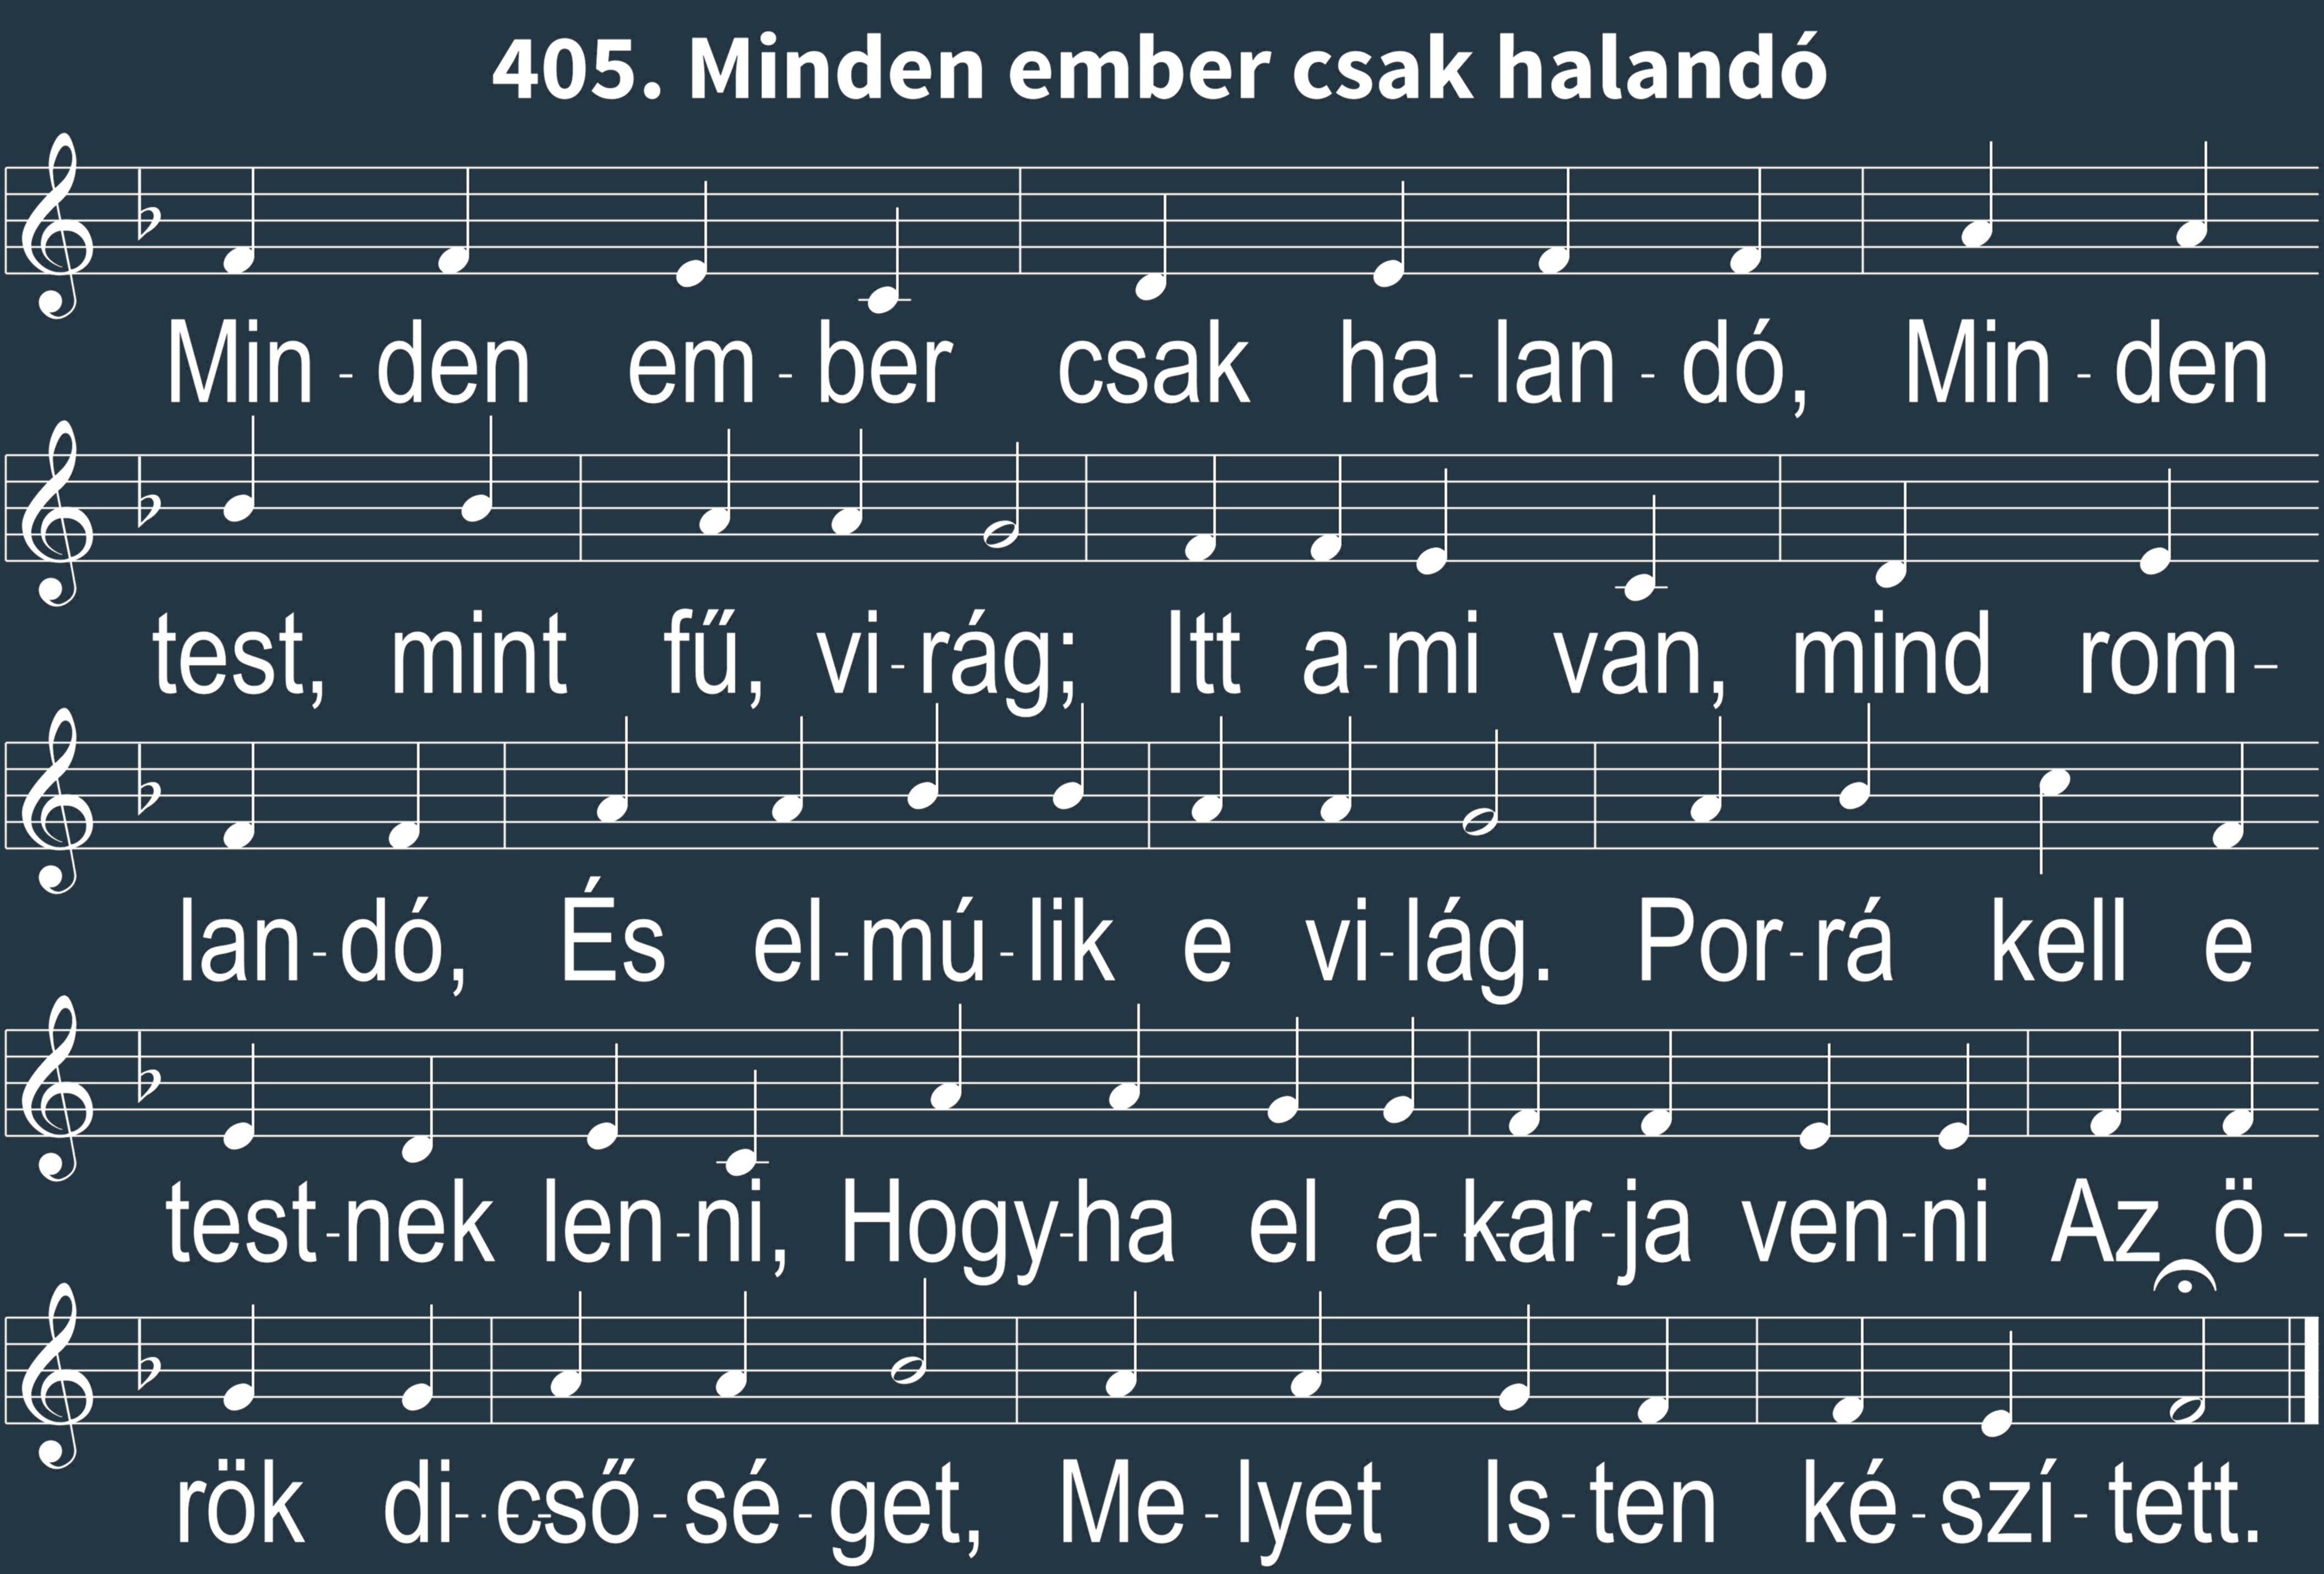 405. Minden ember csak halandó
Min - den em - ber csak ha - lan - dó, Min - den
test, mint fű, vi - rág; Itt a - mi van, mind rom -
lan - dó, És el - mú - lik e vi - lág. Por - rá kell e
test - nek len - ni, Hogy - ha el a - kar - ja ven - ni Az ö -
rök di - cső - sé - get, Me - lyet Is - ten ké - szí - tett.